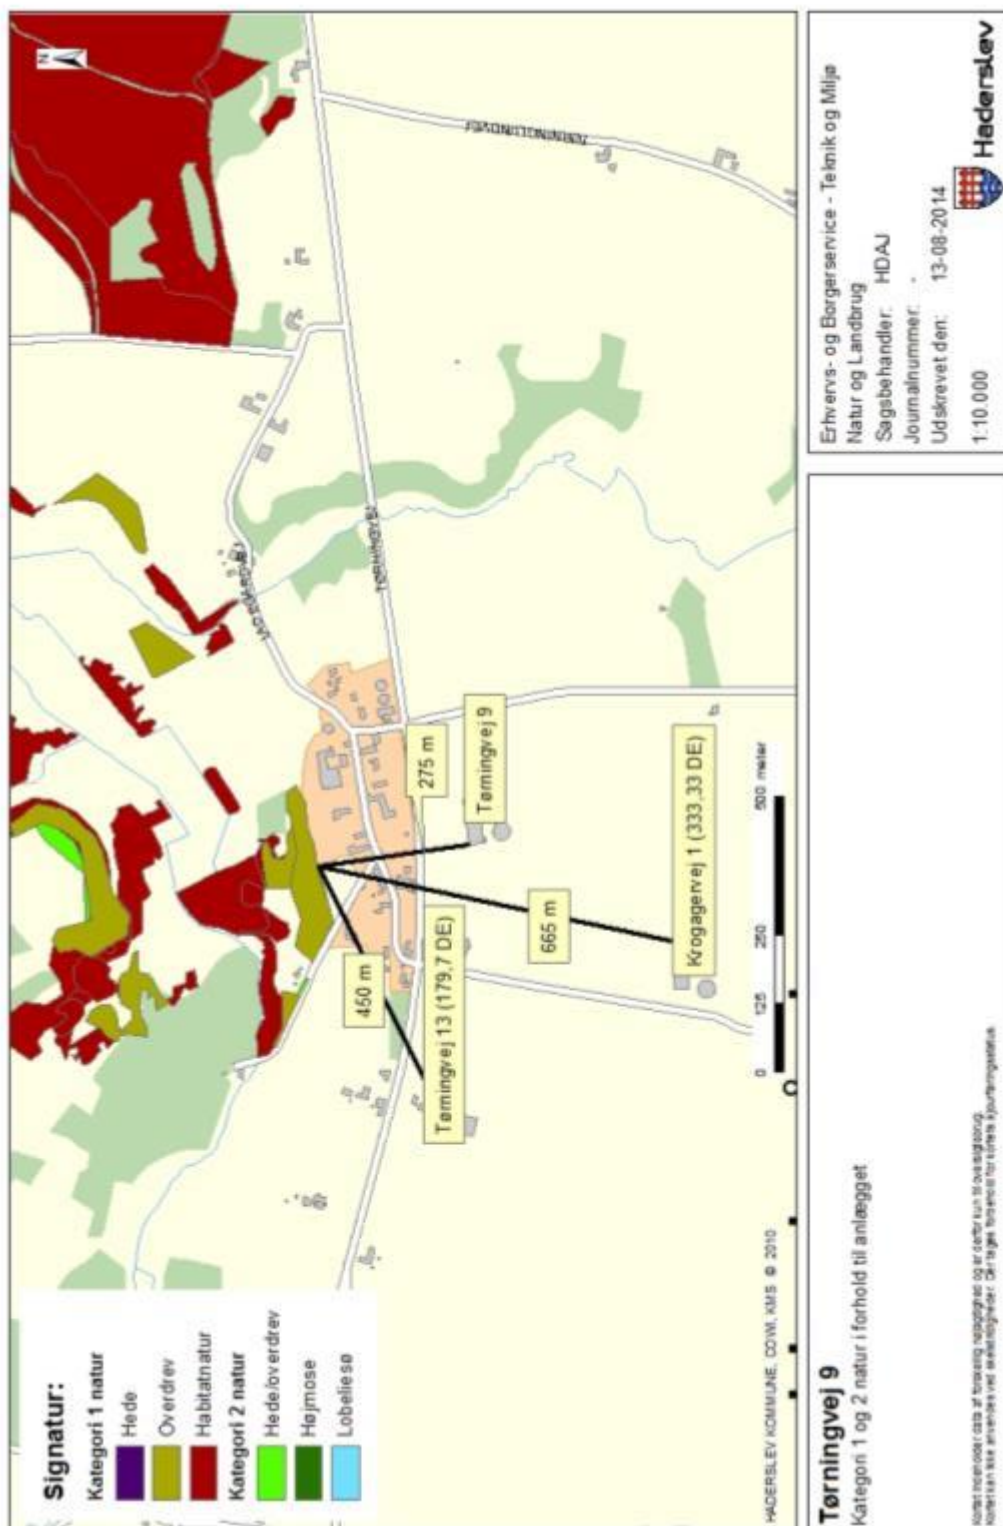 N
Signatur:
Kategori 1 natur
Hede
Overdrev
Habitatnatur
Kategori 2 natur
Hede/overdrev
Højmose
Lobeliesø
TØRNINGLUNDVEJ
JAGDGÅRDVEJ
TØRNINGVEJ
450 m
275 m
665 m
Tørningvej 9
Tørningvej 13 (179,7 DE)
Krogagervej 1 (333,33 DE)
0 125 250 500 meter
HADERSLEV KOMMUNE, COWI, KMS © 2010
Tørningvej 9
Kategori 1 og 2 natur i forhold til anlægget
Erhvervs- og Borgerservice - Teknik og Miljø
Natur og Landbrug
Sagsbehandler: HDAJ
Journalnummer: -
Udskrevet den: 13-08-2014
1:10.000
Haderslev